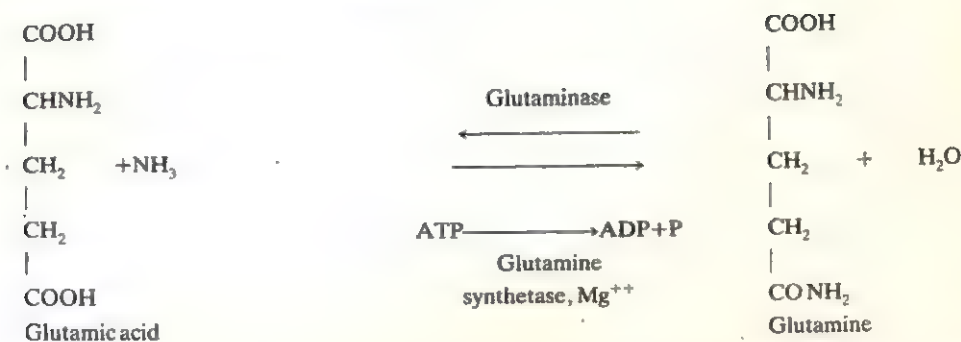 COOH
|
CHNH₂
|
CH₂ +NH₃
|
CH₂
|
COOH
Glutamic acid
Glutaminase
ATP ⟶ ADP+P
Glutamine
synthetase, Mg⁺⁺
COOH
|
CHNH₂
|
CH₂ + H₂O
|
CH₂
|
CONH₂
Glutamine